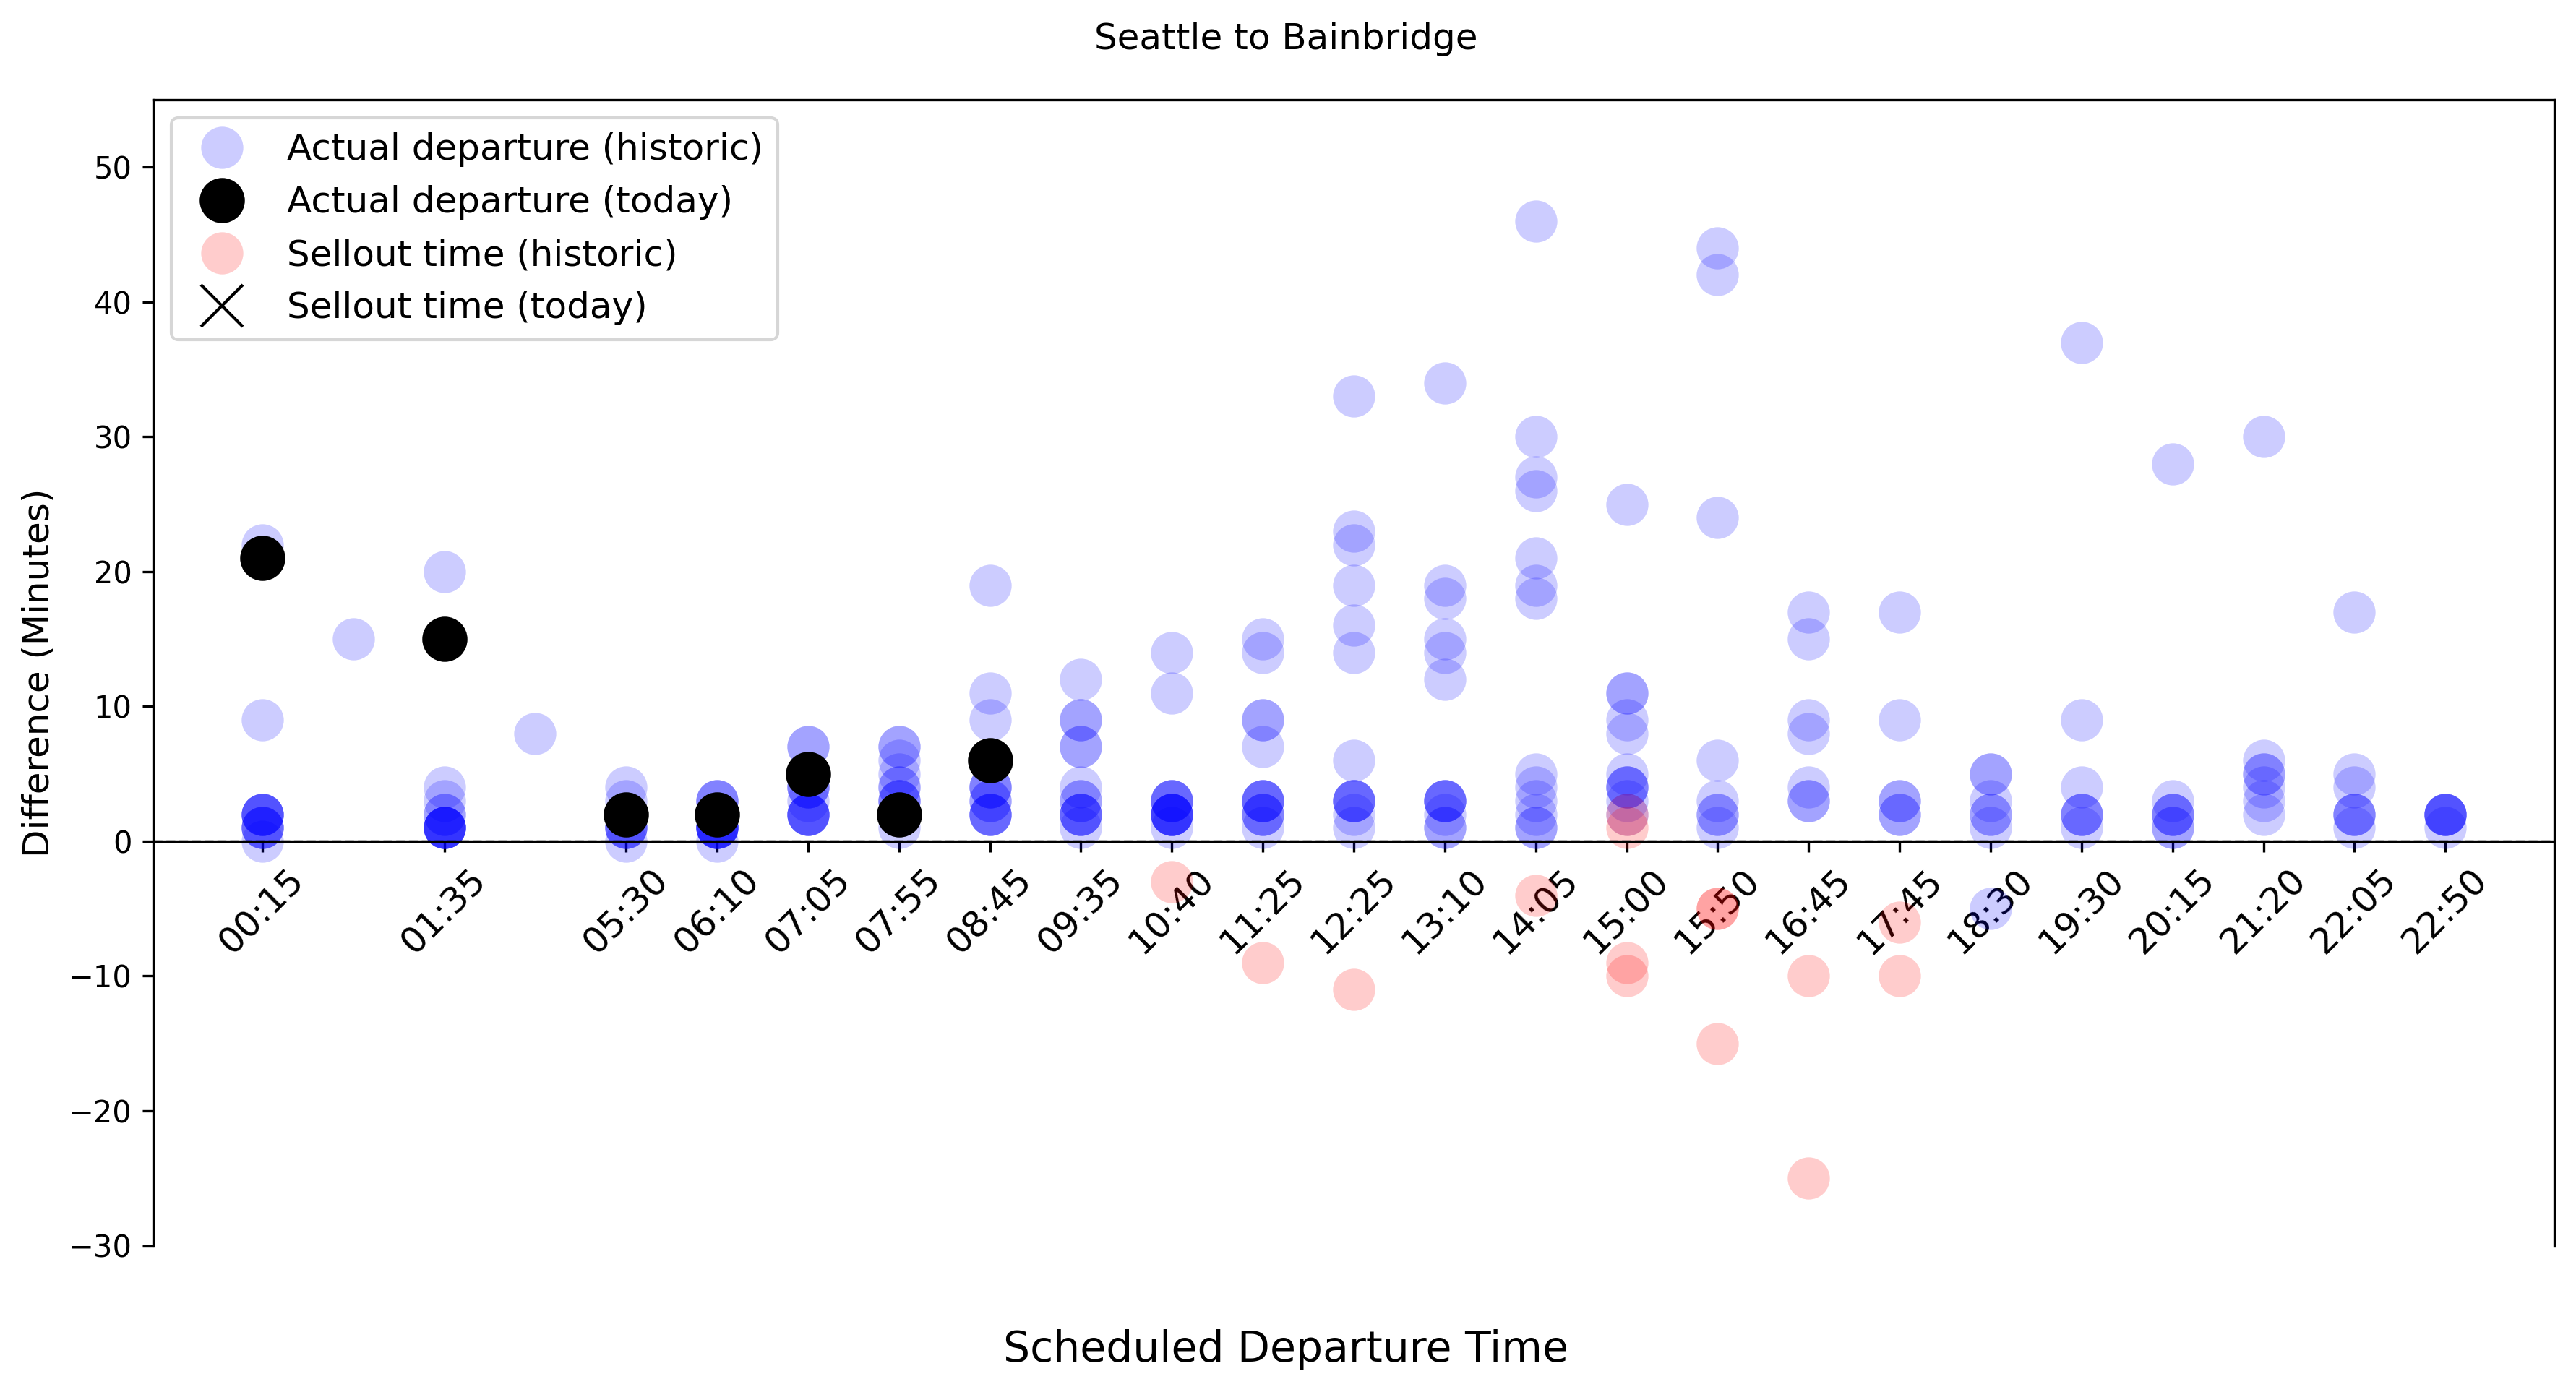 Seattle to Bainbridge
Actual departure (historic)
Actual departure (today)
Sellout time (historic)
Sellout time (today)
Difference (Minutes)
50
40
30
20
10
0
−10
−20
−30
00:15 01:35 05:30 06:10 07:05 07:55 08:45 09:35 10:40 11:25 12:25 13:10 14:05 15:00 15:50 16:45 17:45 18:30 19:30 20:15 21:20 22:05 22:50
Scheduled Departure Time